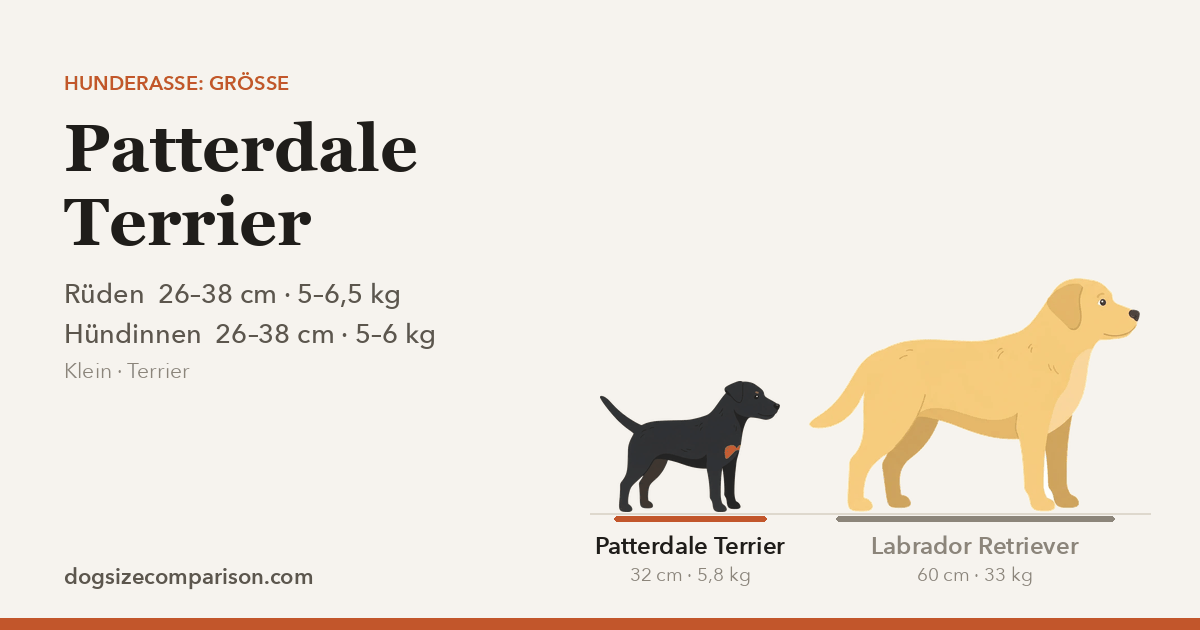 HUNDERASSE: GRÖSSE
Patterdale
Terrier
Rüden 26–38 cm · 5–6,5 kg
Hündinnen 26–38 cm · 5–6 kg
Klein · Terrier
Patterdale Terrier
32 cm · 5,8 kg
Labrador Retriever
60 cm · 33 kg
dogsizecomparison.com